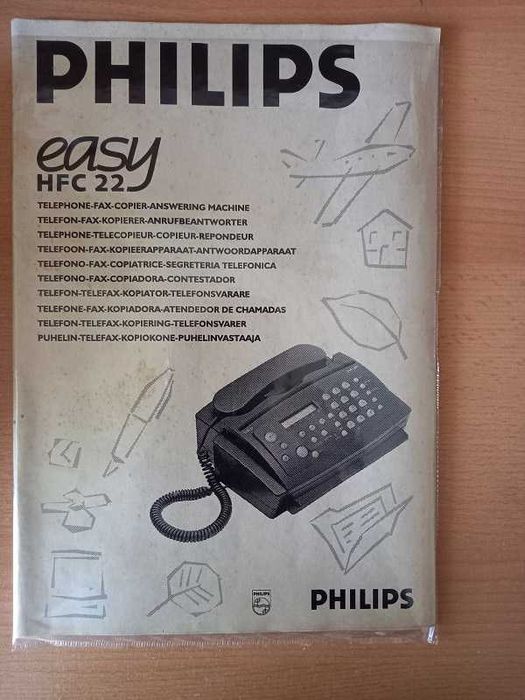 PHILIPS
easy
HFC 22
TELEPHONE-FAX-COPIER-ANSWERING MACHINE
TELEFON-FAX-KOPIERER-ANRUFBEANTWORTER
TELEPHONE-TELECOPIEUR-COPIEUR-REPONDEUR
TELEFOON-FAX-KOPIEERAPPARAAT-ANTWOORDAPPARAAT
TELEFONO-FAX-COPIATRICE-SEGRETERIA TELEFONICA
TELEFONO-FAX-COPIADORA-CONTESTADOR
TELEFON-TELEFAX-KOPIATOR-TELEFONSVARARE
TELEFONE-FAX-KOPIADORA-ATENDEDOR DE CHAMADAS
TELEFON-TELEFAX-KOPIERING-TELEFONSVARER
PUHELIN-TELEFAX-KOPIOKONE-PUHELINVASTAAJA
PHILIPS
PHILIPS